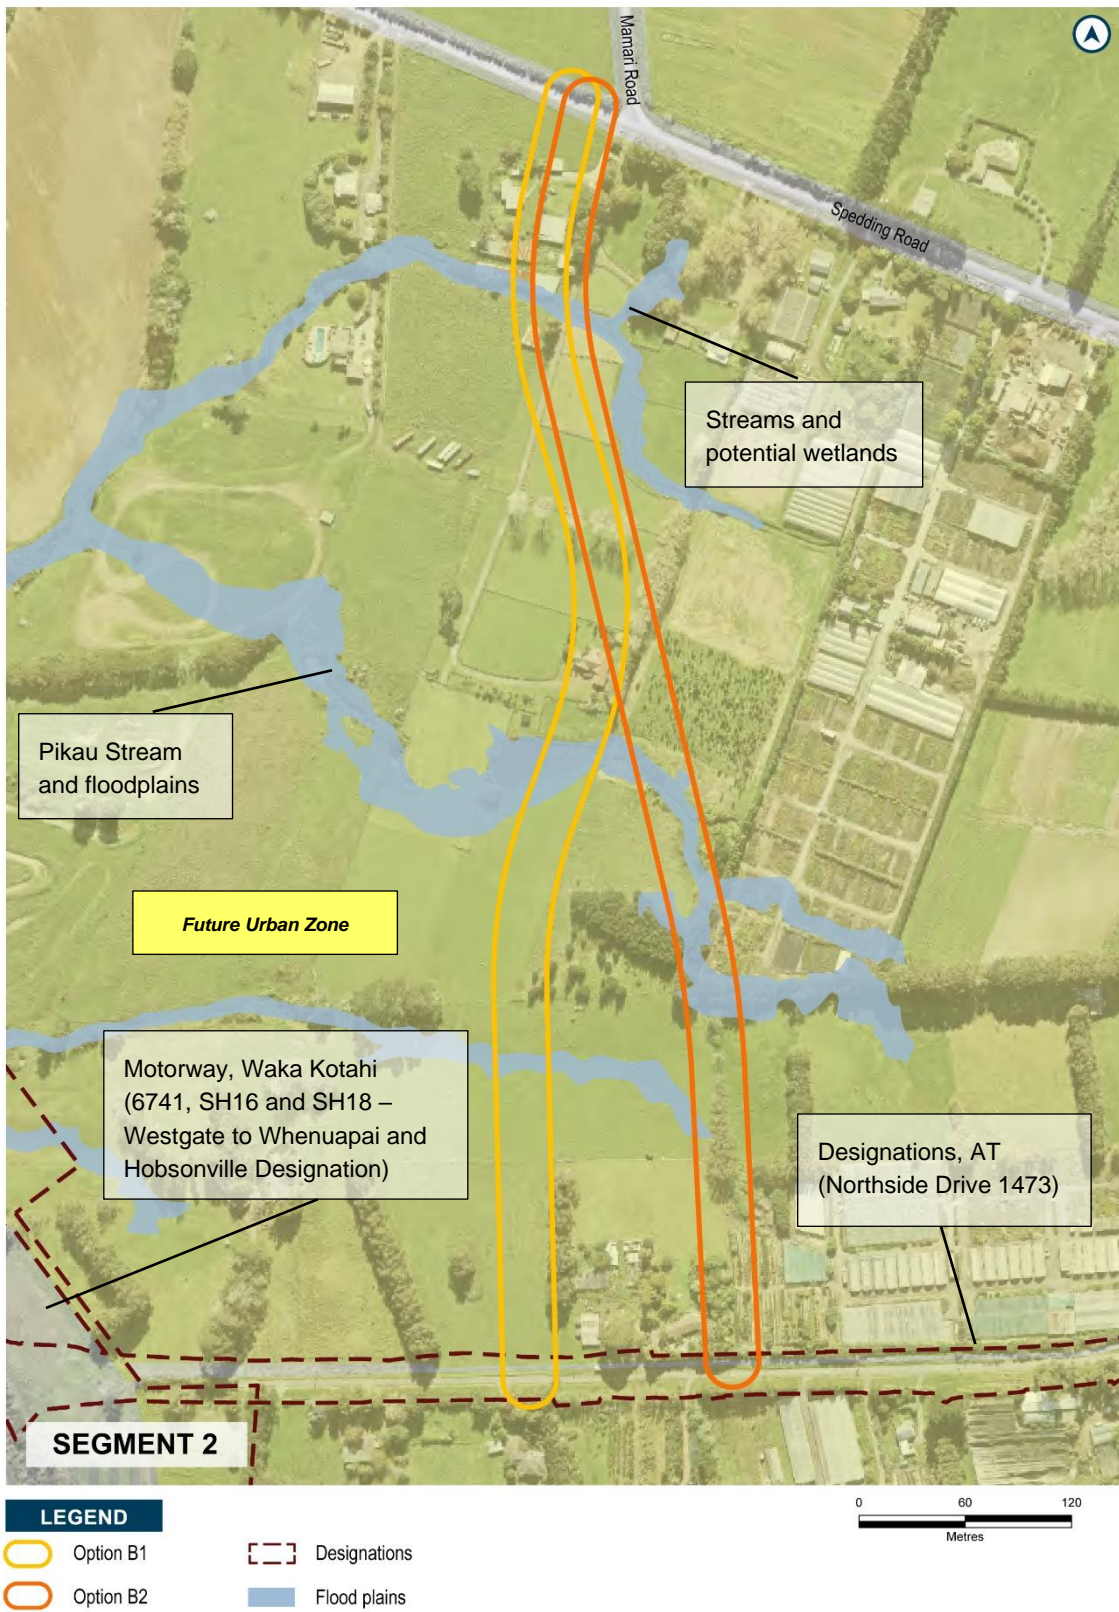 Mamari Road
Spedding Road
Streams and
potential wetlands
Pikau Stream
and floodplains
Future Urban Zone
Motorway, Waka Kotahi
(6741, SH16 and SH18 –
Westgate to Whenuapai and
Hobsonville Designation)
Designations, AT
(Northside Drive 1473)
SEGMENT 2
LEGEND
Option B1
Designations
Option B2
Flood plains
0 60 120
Metres